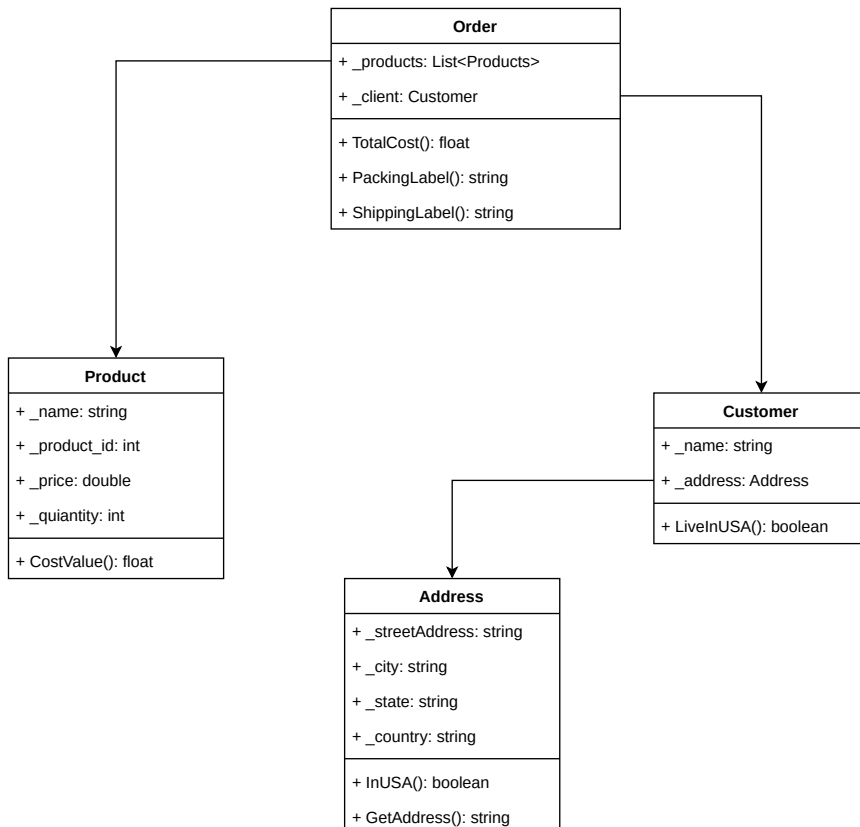 Order
+ _products: List<Products>
+ _client: Customer
+ TotalCost(): float
+ PackingLabel(): string
+ ShippingLabel(): string
Product
+ _name: string
+ _product_id: int
+ _price: double
+ _quiantity: int
+ CostValue(): float
Customer
+ _name: string
+ _address: Address
+ LiveInUSA(): boolean
Address
+ _streetAddress: string
+ _city: string
+ _state: string
+ _country: string
+ InUSA(): boolean
+ GetAddress(): string